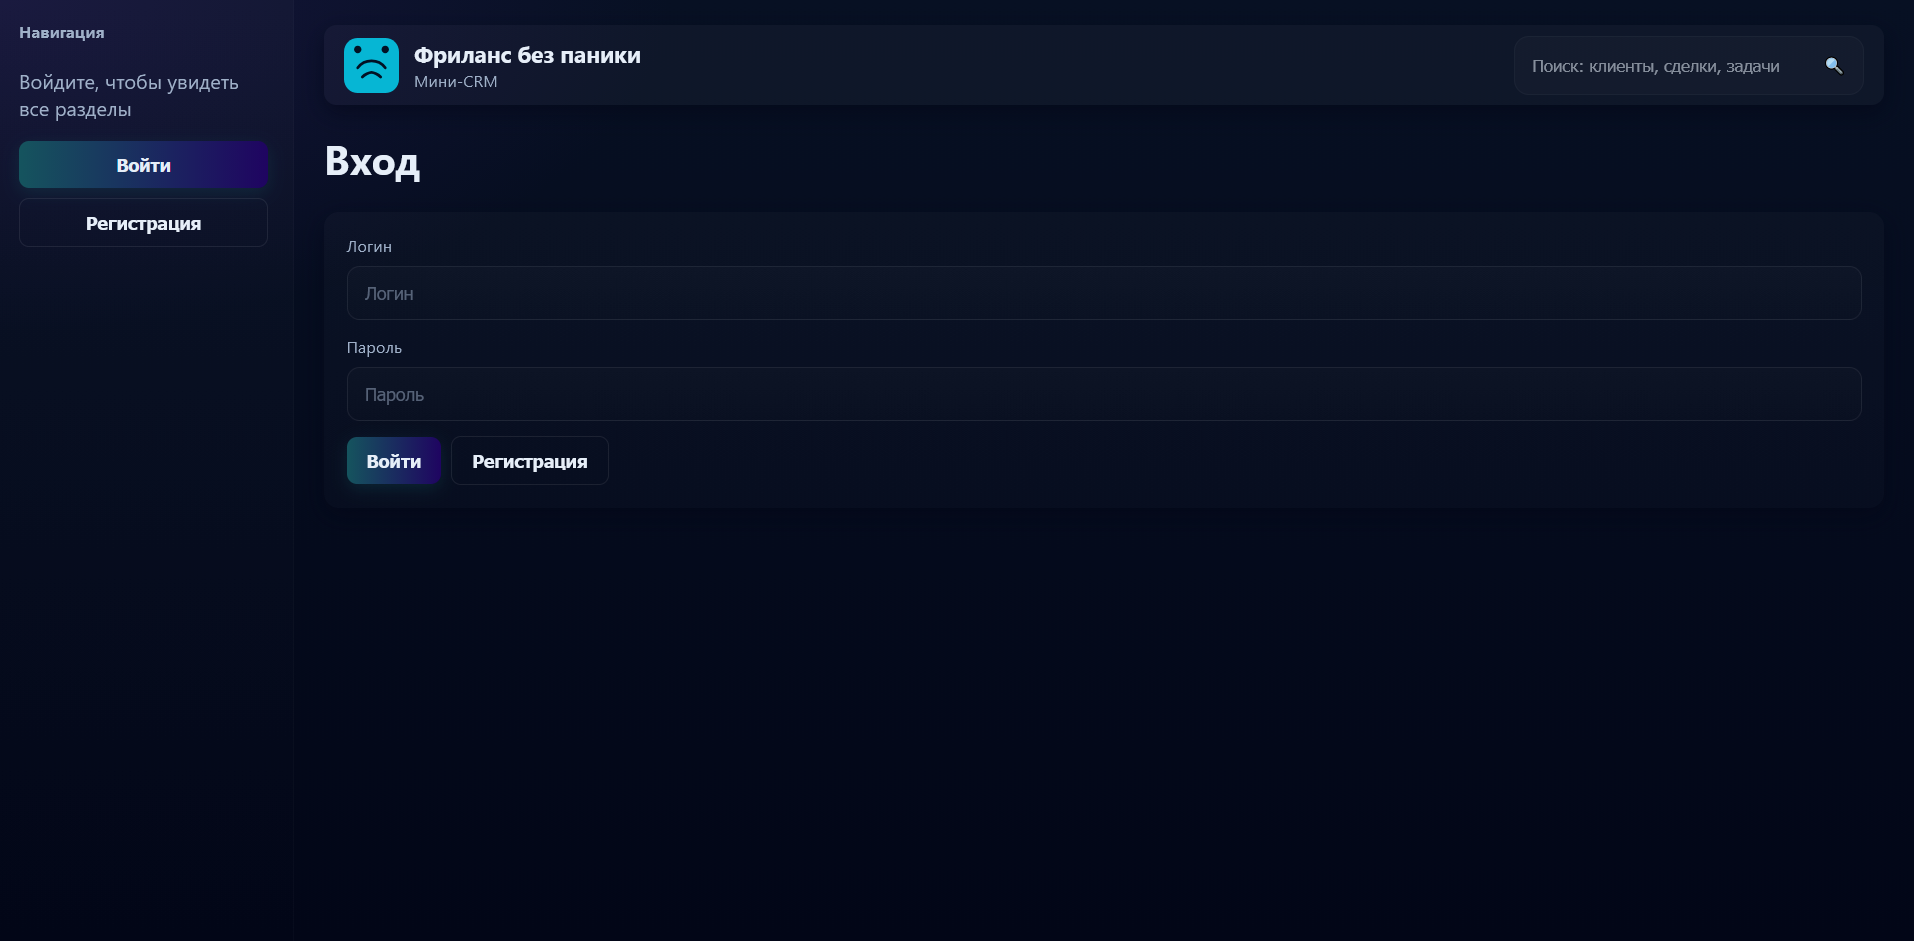 Навигация
Войдите, чтобы увидеть
все разделы
Войти
Регистрация
Фриланс без паники
Мини-CRM
Поиск: клиенты, сделки, задачи
Вход
Логин
Логин
Пароль
Пароль
Войти
Регистрация